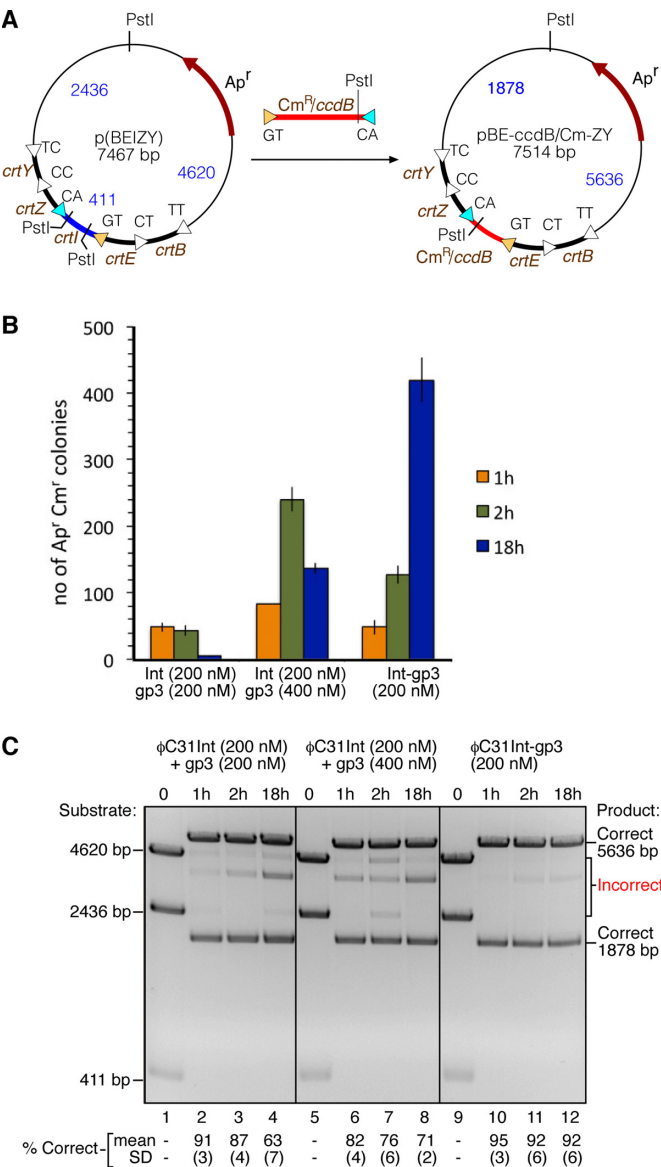 A
PstI
2436
Apʳ
p(BEIZY)
7467 bp
4620
TC
crtY
CC
CA
411
crtZ
PstI
GT
CT
TT
crtI
PstI
crtE
crtB
PstI
Cmᴿ/ccdB
GT
CA
PstI
1878
Apʳ
pBE-ccdB/Cm-ZY
7514 bp
5636
TC
crtY
CC
CA
crtZ
PstI
GT
CT
TT
Cmᴿ/ccdB
crtE
crtB
B
no of Apʳ Cmʳ colonies
500
400
300
200
100
0
1h
2h
18h
Int (200 nM) Int (200 nM) Int-gp3
gp3 (200 nM) gp3 (400 nM) (200 nM)
C
ϕC31Int (200 nM) ϕC31Int (200 nM) ϕC31Int-gp3
+ gp3 (200 nM) + gp3 (400 nM) (200 nM)
0 1h 2h 18h 0 1h 2h 18h 0 1h 2h 18h
Substrate: Product:
4620 bp
2436 bp
411 bp
Correct
5636 bp
Incorrect
Correct
1878 bp
1 2 3 4 5 6 7 8 9 10 11 12
% Correct mean - 91 87 63 - 82 76 71 - 95 92 92
SD - (3) (4) (7) - (4) (6) (2) - (3) (6) (6)